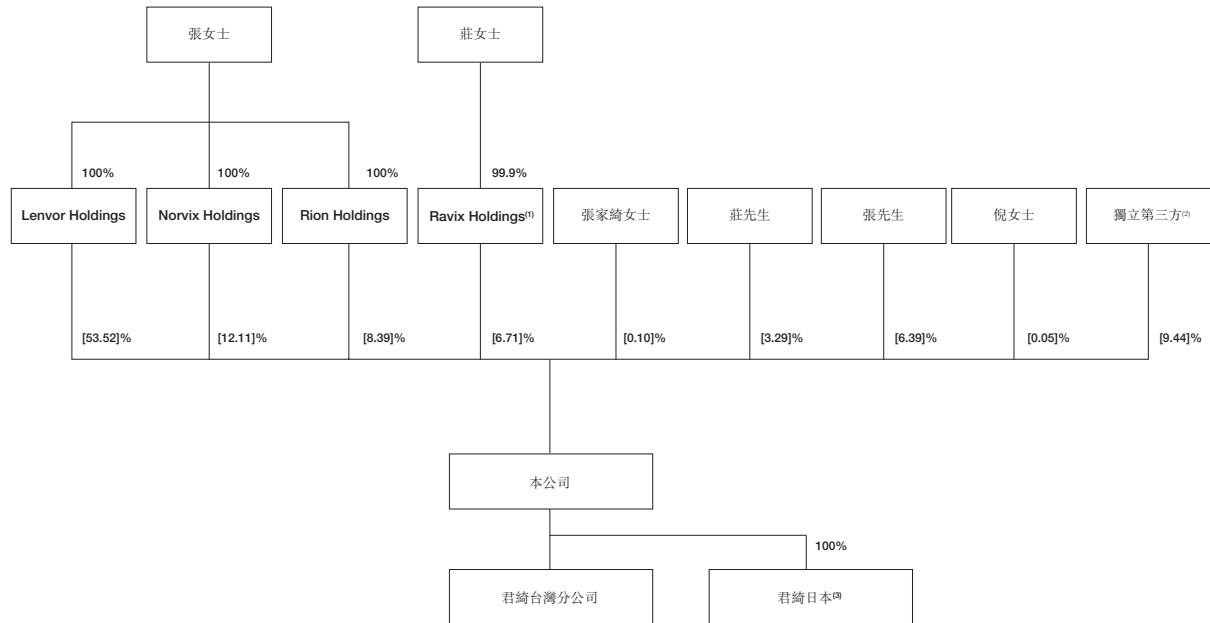 張女士
莊女士
100%
100%
100%
99.9%
Lenvor Holdings
Norvix Holdings
Rion Holdings
Ravix Holdings(1)
張家綺女士
莊先生
張先生
倪女士
獨立第三方(2)
[53.52]%
[12.11]%
[8.39]%
[6.71]%
[0.10]%
[3.29]%
[6.39]%
[0.05]%
[9.44]%
本公司
100%
君綺台灣分公司
君綺日本(3)